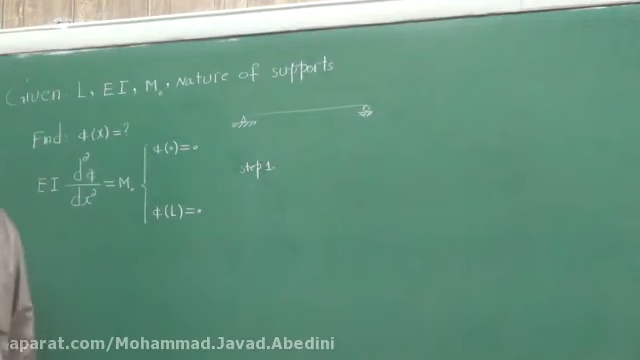 Given L, EI, M₀, Nature of supports
Find: ϕ(x)=?
EI d²ϕ/dx² = M₀ { ϕ(0)=0
ϕ(L)=0
step 1.
aparat.com/Mohammad.Javad.Abedini